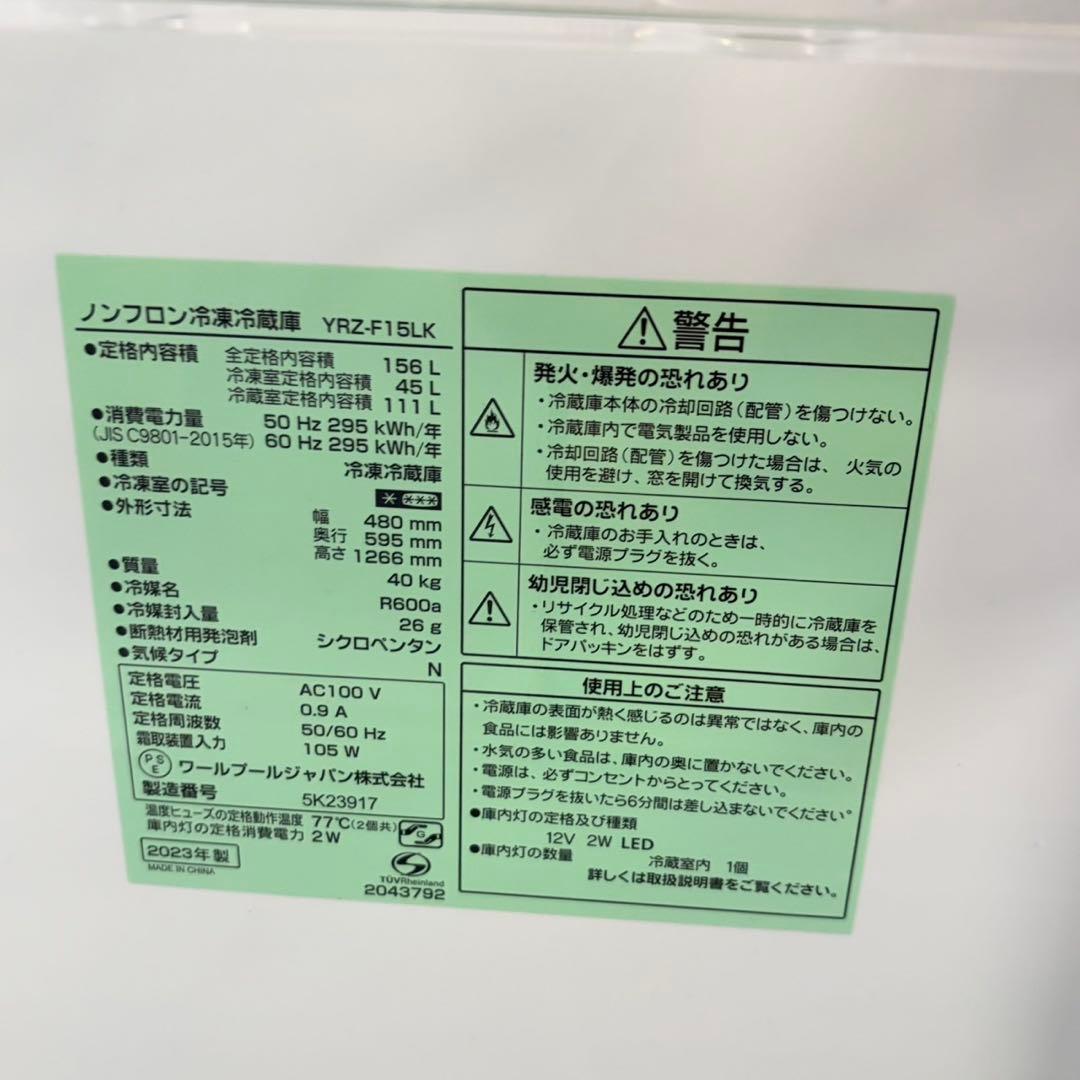 ノンフロン冷凍冷蔵庫 YRZ-F15LK
●定格内容積 全定格内容積 156 L
冷凍室定格内容積 45 L
冷蔵室定格内容積 111 L
●消費電力量 50 Hz 295 kWh/年
(JIS C9801-2015年) 60 Hz 295 kWh/年
●種類 冷凍冷蔵庫
●冷凍室の記号
●外形寸法 幅 480 mm
奥行 595 mm
高さ 1266 mm
●質量 40 kg
●冷媒名 R600a
●冷媒封入量 26 g
●断熱材用発泡剤 シクロペンタン
●気候タイプ N
定格電圧 AC100 V
定格電流 0.9 A
定格周波数 50/60 Hz
霜取装置入力 105 W
PSE ワールプールジャパン株式会社
製造番号 5K23917
温度ヒューズの定格動作温度 77℃(2個共)
庫内灯の定格消費電力 2W
G
2023年 製
MADE IN CHINA
TÜVRheinland
2043792
警告
発火・爆発の恐れあり
・冷蔵庫本体の冷却回路(配管)を傷つけない。
・冷蔵庫内で電気製品を使用しない。
・冷却回路(配管)を傷つけた場合は、火気の
使用を避け、窓を開けて換気する。
感電の恐れあり
・冷蔵庫のお手入れのときは、
必ず電源プラグを抜く。
幼児閉じ込めの恐れあり
・リサイクル処理などのため一時的に冷蔵庫を
保管され、幼児閉じ込めの恐れがある場合は、
ドアパッキンをはずす。
使用上のご注意
・冷蔵庫の表面が熱く感じるのは異常ではなく、庫内の
食品には影響ありません。
・水気の多い食品は、庫内の奥に置かないでください。
・電源は、必ずコンセントからとってください。
・電源プラグを抜いたら6分間は差し込まないでください。
●庫内灯の定格及び種類
12V 2W LED
●庫内灯の数量 冷蔵室内 1個
詳しくは取扱説明書をご覧ください。